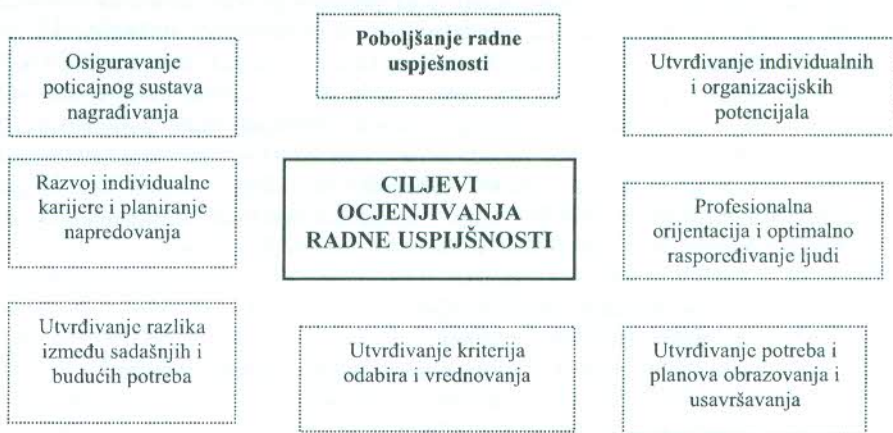 Osiguravanje
poticajnog sustava
nagrađivanja
Poboljšanje radne
uspješnosti
Utvrđivanje individualnih
i organizacijskih
potencijala
Razvoj individualne
karijere i planiranje
napredovanja
CILJEVI
OCJENJIVANJA
RADNE USPIJŠNOSTI
Profesionalna
orijentacija i optimalno
raspoređivanje ljudi
Utvrđivanje razlika
između sadašnjih i
budućih potreba
Utvrđivanje kriterija
odabira i vrednovanja
Utvrđivanje potreba i
planova obrazovanja i
usavršavanja